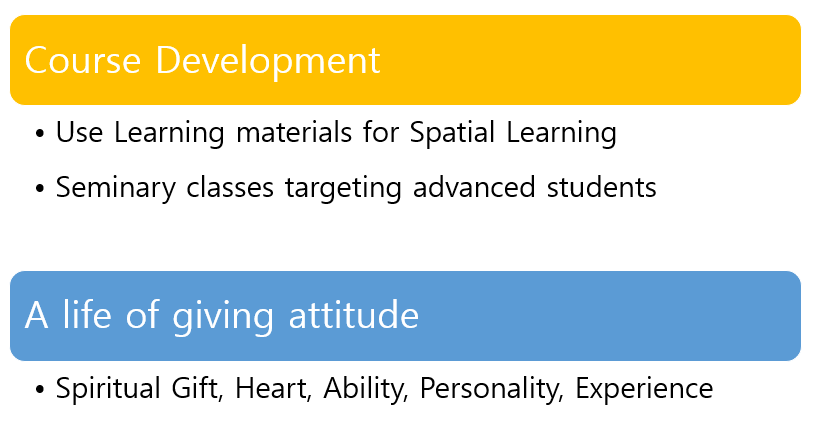 Course Development
• Use Learning materials for Spatial Learning
• Seminary classes targeting advanced students
A life of giving attitude
• Spiritual Gift, Heart, Ability, Personality, Experience